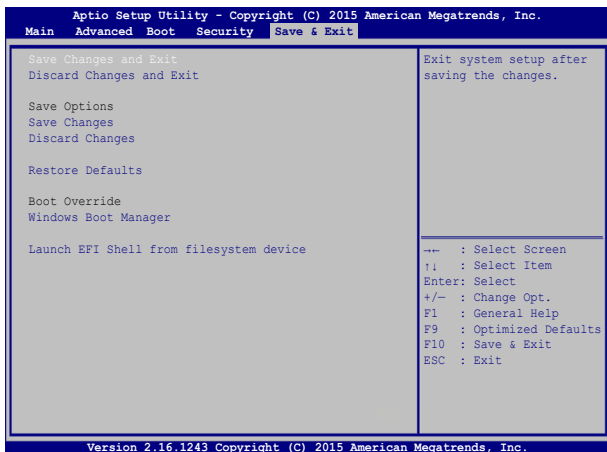 Aptio Setup Utility - Copyright (C) 2015 American Megatrends, Inc.
Main Advanced Boot Security Save & Exit
Save Changes and Exit
Discard Changes and Exit
Save Options
Save Changes
Discard Changes
Restore Defaults
Boot Override
Windows Boot Manager
Launch EFI Shell from filesystem device
Exit system setup after
saving the changes.
→← : Select Screen
↑↓ : Select Item
Enter: Select
+/— : Change Opt.
F1 : General Help
F9 : Optimized Defaults
F10 : Save & Exit
ESC : Exit
Version 2.16.1243 Copyright (C) 2015 American Megatrends, Inc.